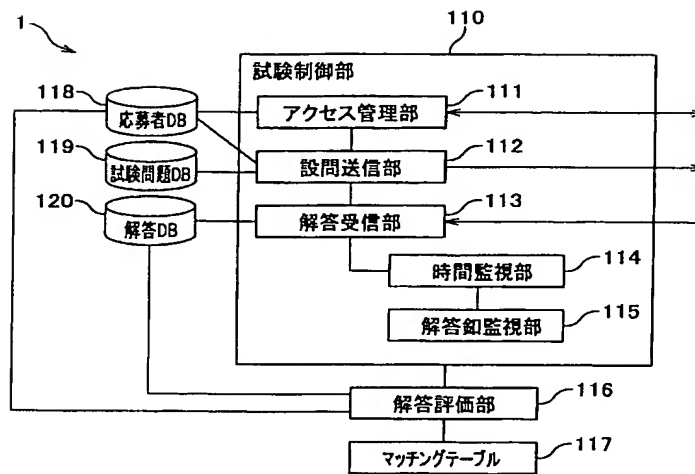 1
110
試験制御部
118
応募者DB
アクセス管理部
111
119
試験問題DB
設問送信部
112
120
解答DB
解答受信部
113
時間監視部
114
解答釦監視部
115
解答評価部
116
マッチングテーブル
117